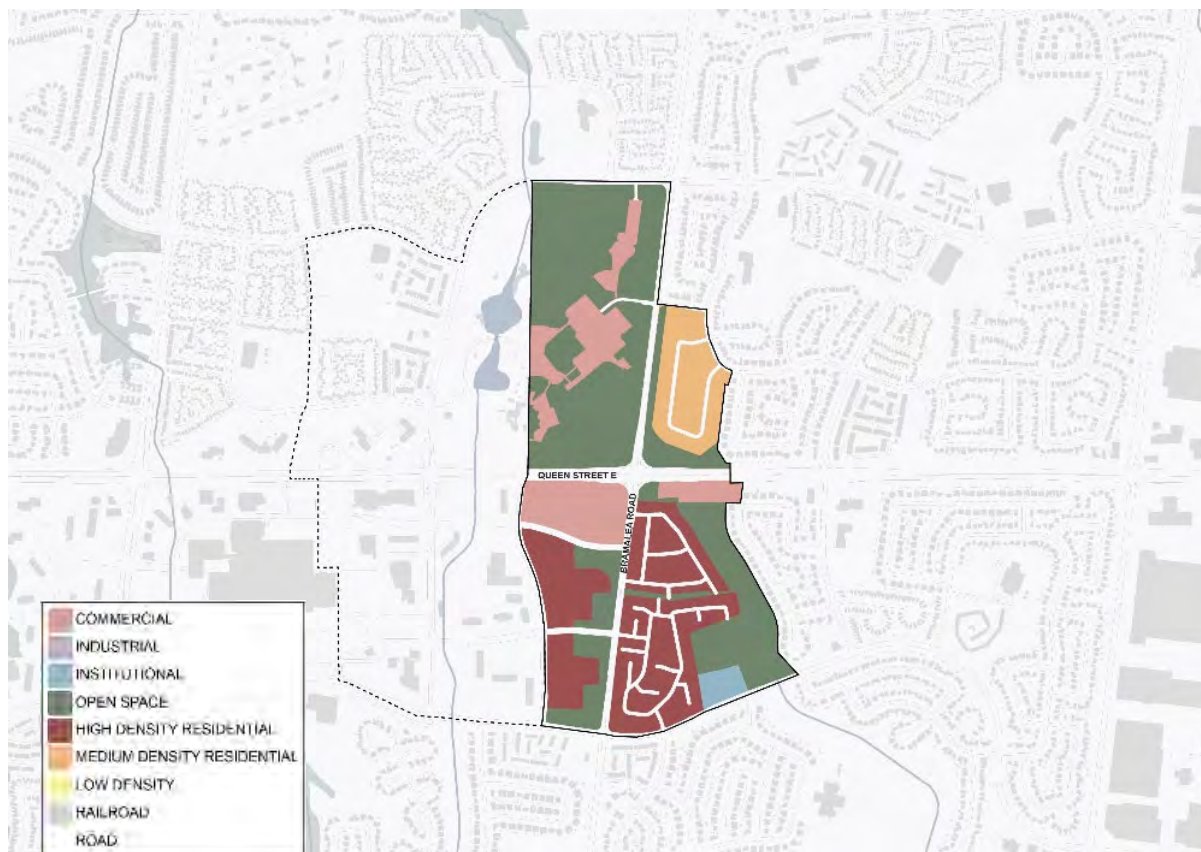 QUEEN STREET E
BRAMALEA ROAD
COMMERCIAL
INDUSTRIAL
INSTITUTIONAL
OPEN SPACE
HIGH DENSITY RESIDENTIAL
MEDIUM DENSITY RESIDENTIAL
LOW DENSITY
RAILROAD
ROAD